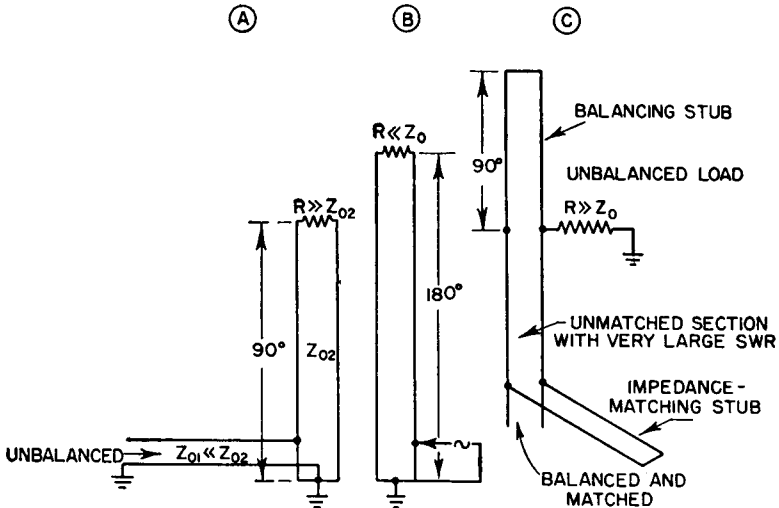 A
B
C
R≫Z02
90°
Z02
UNBALANCED
Z01≪Z02
R≪Z0
180°
~
90°
BALANCING STUB
UNBALANCED LOAD
R≫Z0
UNMATCHED SECTION
WITH VERY LARGE SWR
IMPEDANCE-
MATCHING STUB
BALANCED AND
MATCHED